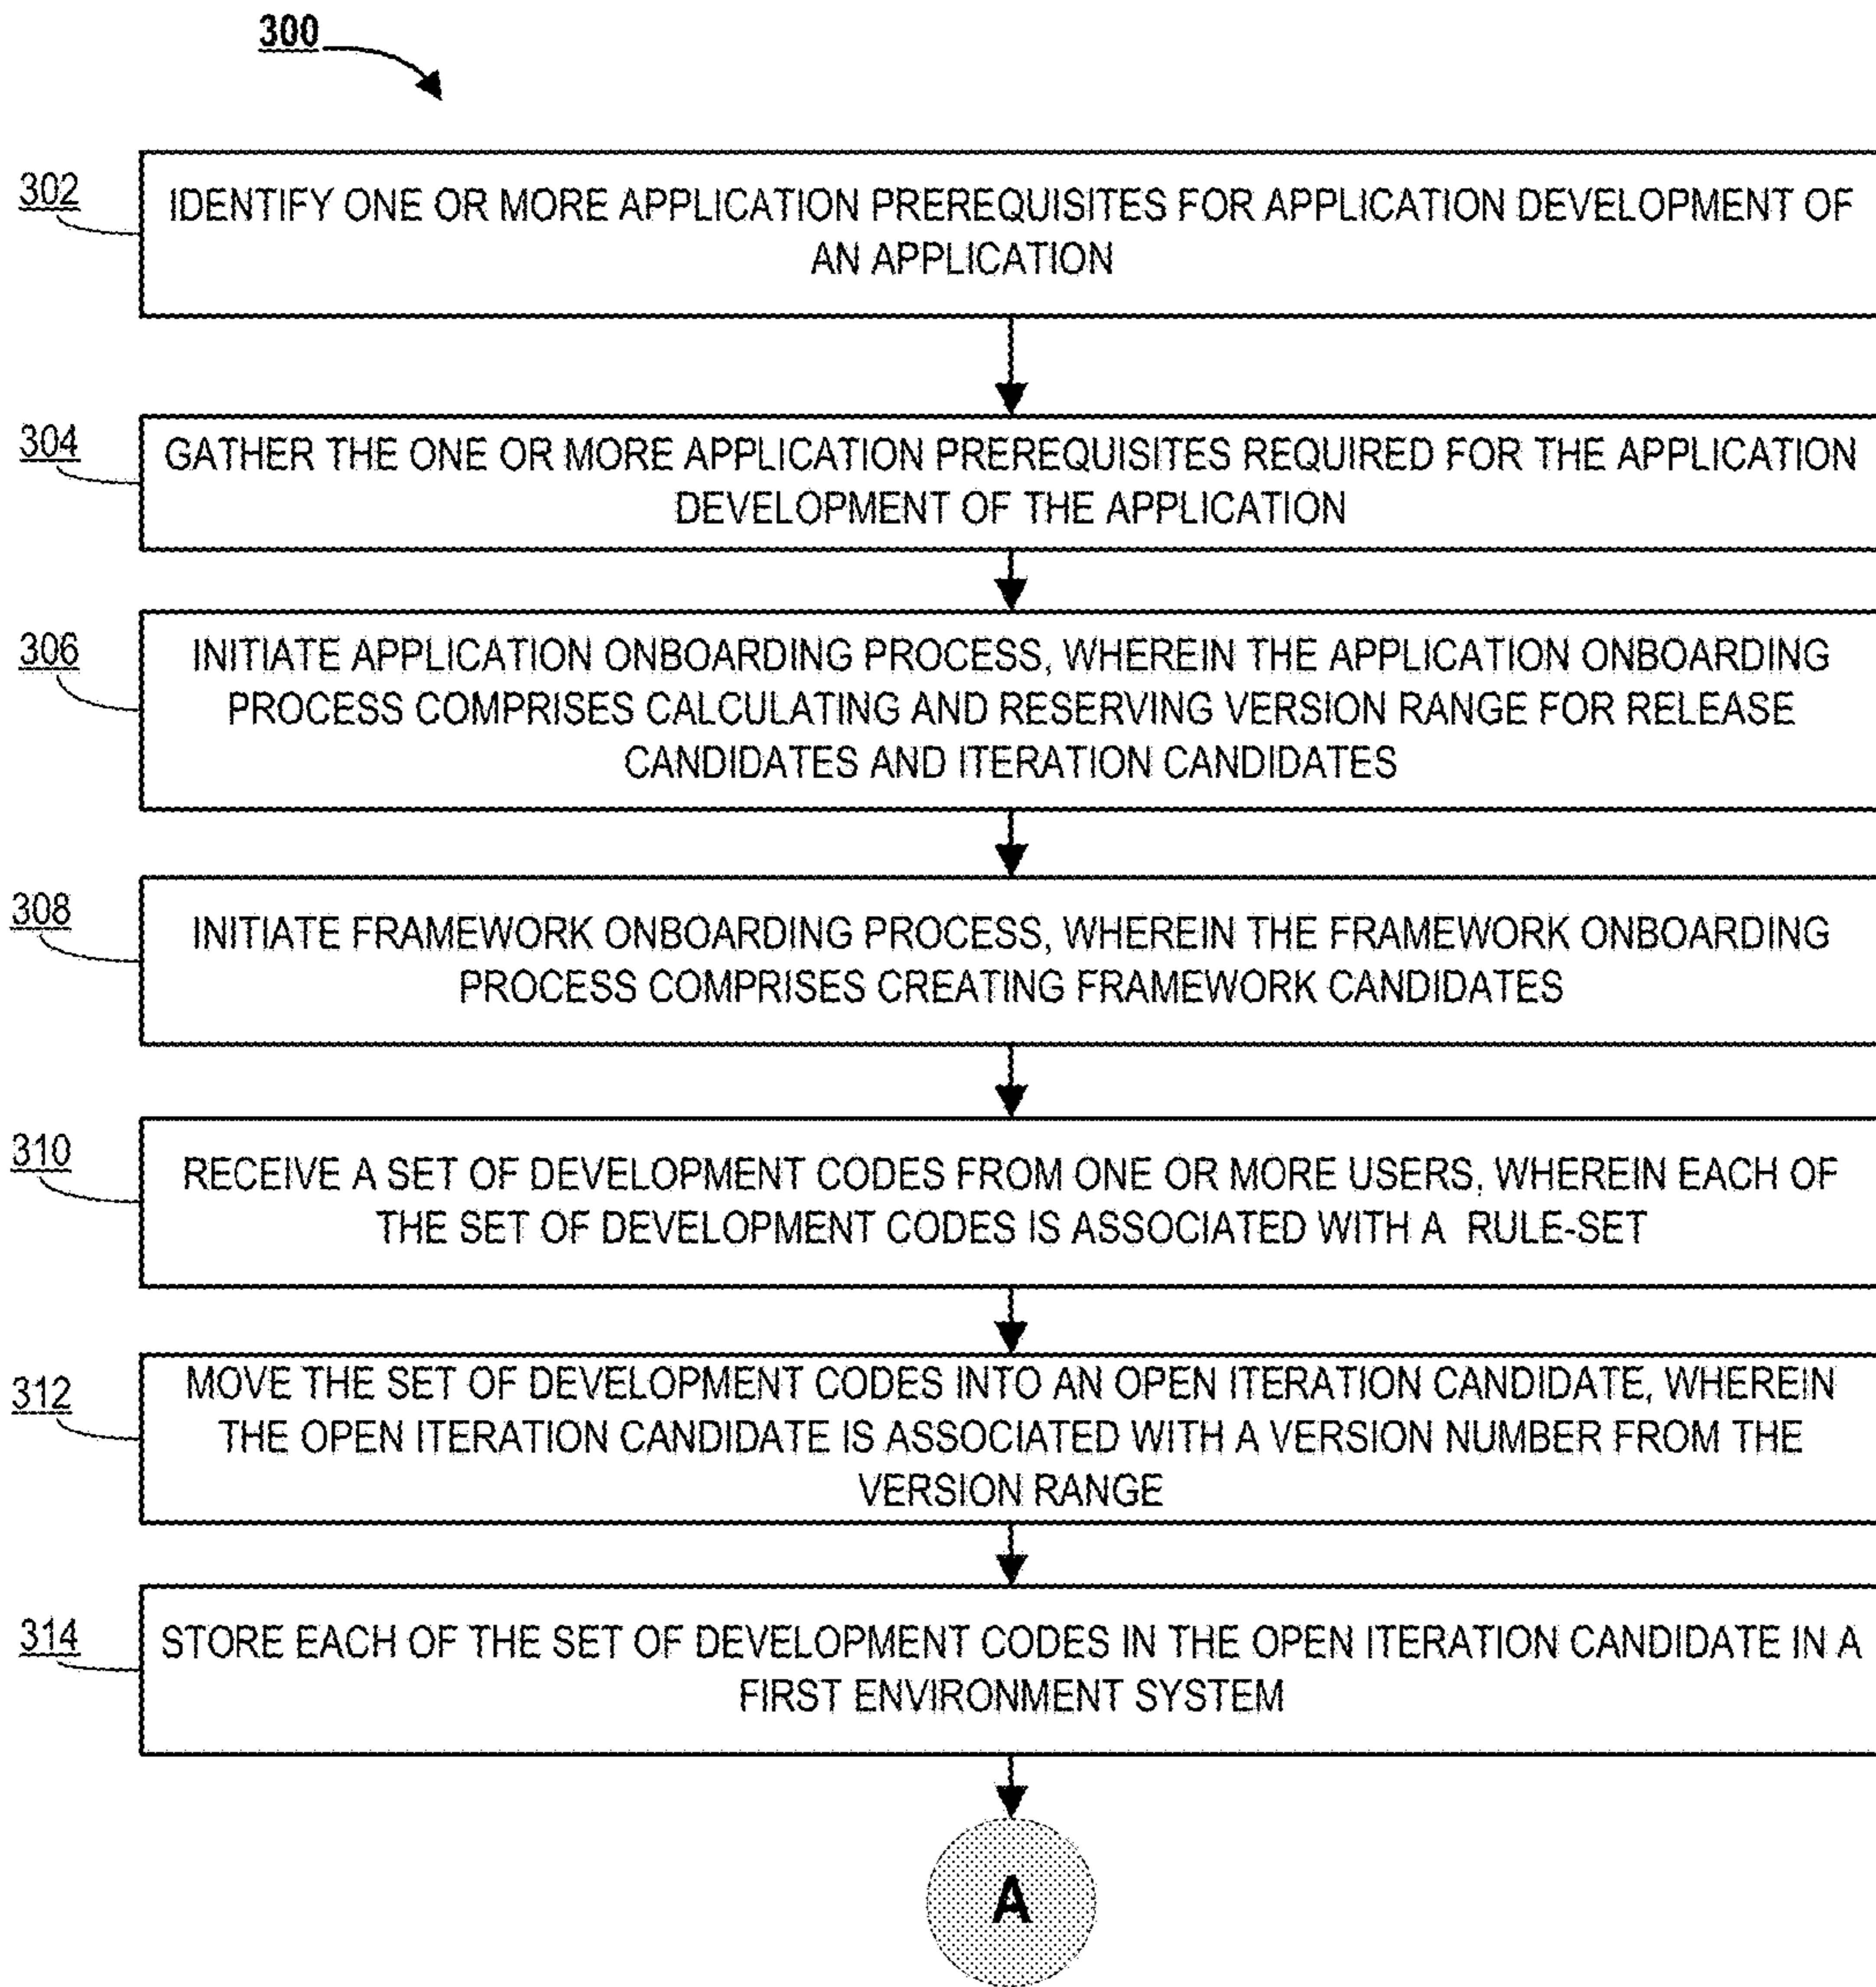 300
302
IDENTIFY ONE OR MORE APPLICATION PREREQUISITES FOR APPLICATION DEVELOPMENT OF
AN APPLICATION
304
GATHER THE ONE OR MORE APPLICATION PREREQUISITES REQUIRED FOR THE APPLICATION
DEVELOPMENT OF THE APPLICATION
306
INITIATE APPLICATION ONBOARDING PROCESS, WHEREIN THE APPLICATION ONBOARDING
PROCESS COMPRISES CALCULATING AND RESERVING VERSION RANGE FOR RELEASE
CANDIDATES AND ITERATION CANDIDATES
308
INITIATE FRAMEWORK ONBOARDING PROCESS, WHEREIN THE FRAMEWORK ONBOARDING
PROCESS COMPRISES CREATING FRAMEWORK CANDIDATES
310
RECEIVE A SET OF DEVELOPMENT CODES FROM ONE OR MORE USERS, WHEREIN EACH OF
THE SET OF DEVELOPMENT CODES IS ASSOCIATED WITH A RULE-SET
312
MOVE THE SET OF DEVELOPMENT CODES INTO AN OPEN ITERATION CANDIDATE, WHEREIN
THE OPEN ITERATION CANDIDATE IS ASSOCIATED WITH A VERSION NUMBER FROM THE
VERSION RANGE
314
STORE EACH OF THE SET OF DEVELOPMENT CODES IN THE OPEN ITERATION CANDIDATE IN A
FIRST ENVIRONMENT SYSTEM
A